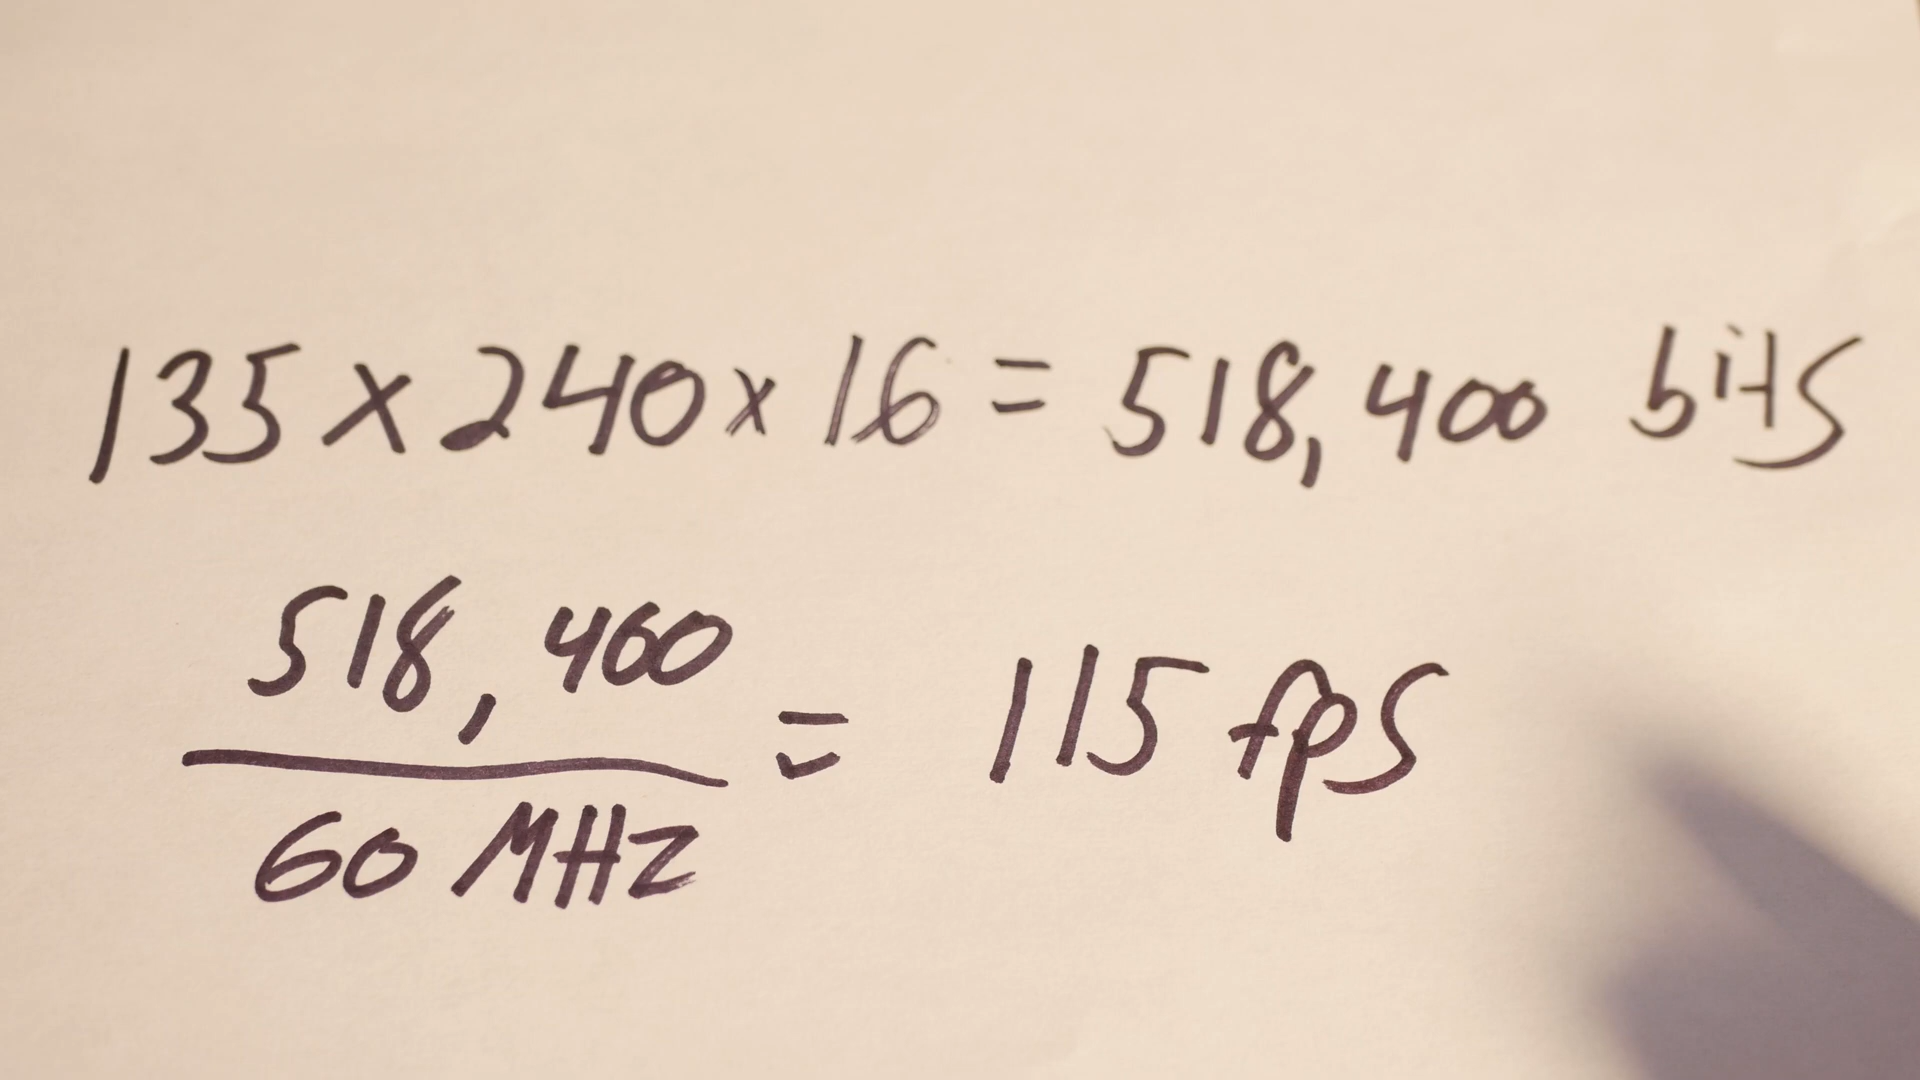 135 x 240 x 16 = 518,400 bits
518,400
60 MHz
= 115 fps